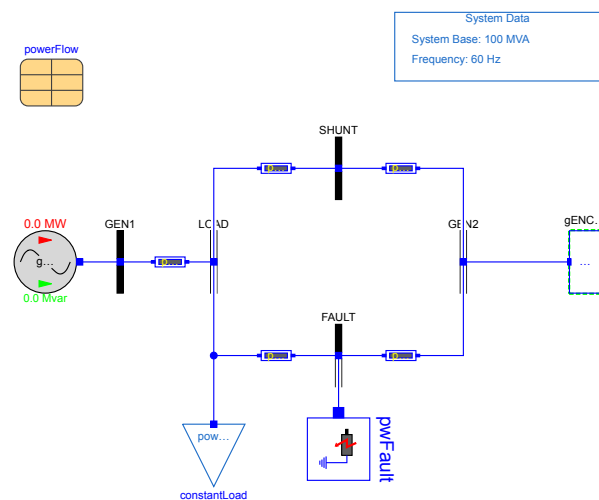 System Data
System Base: 100 MVA
Frequency: 60 Hz
powerFlow
SHUNT
0.0 MW
GEN1
LOAD
GEN2
gENC...
g...
...
0.0 Mvar
FAULT
pow...
pwFault
constantLoad